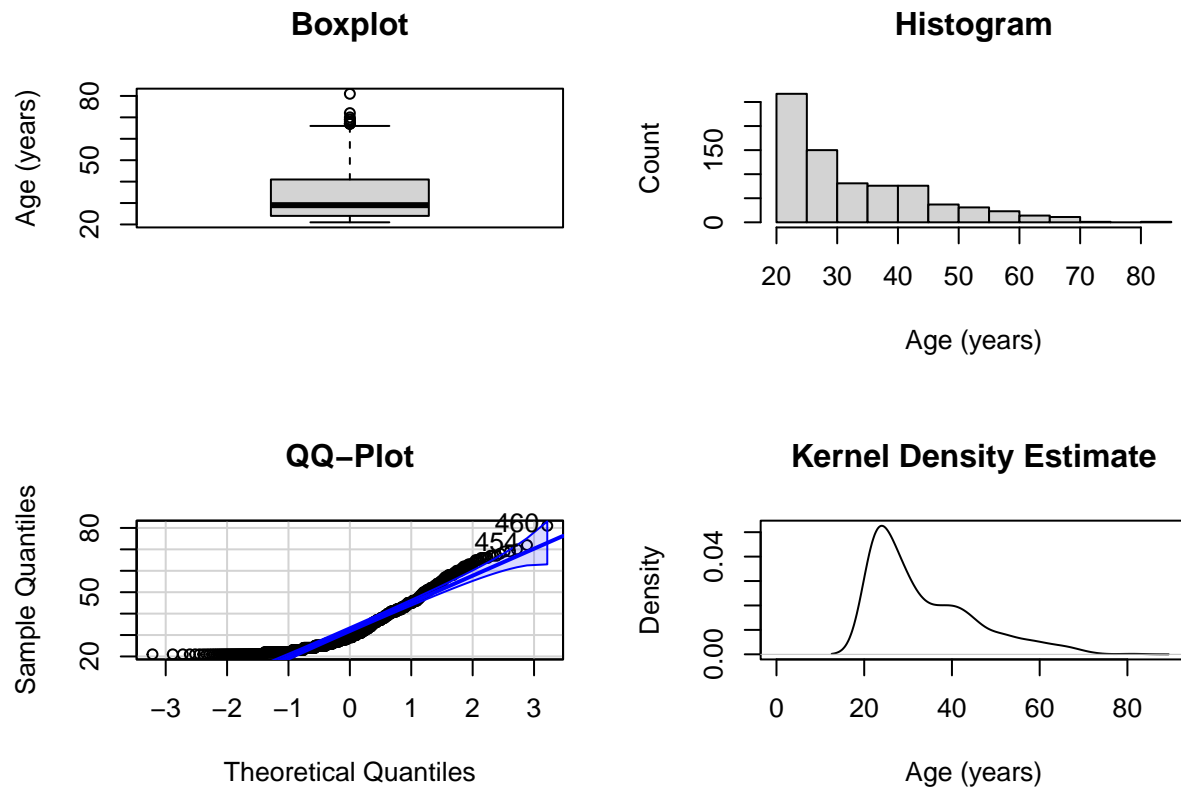 Boxplot
Age (years)
20 50 80
Histogram
Count
0 150
20 30 40 50 60 70 80
Age (years)
QQ−Plot
Sample Quantiles
20 50 80
460
454
−3 −2 −1 0 1 2 3
Theoretical Quantiles
Kernel Density Estimate
Density
0.00 0.04
0 20 40 60 80
Age (years)